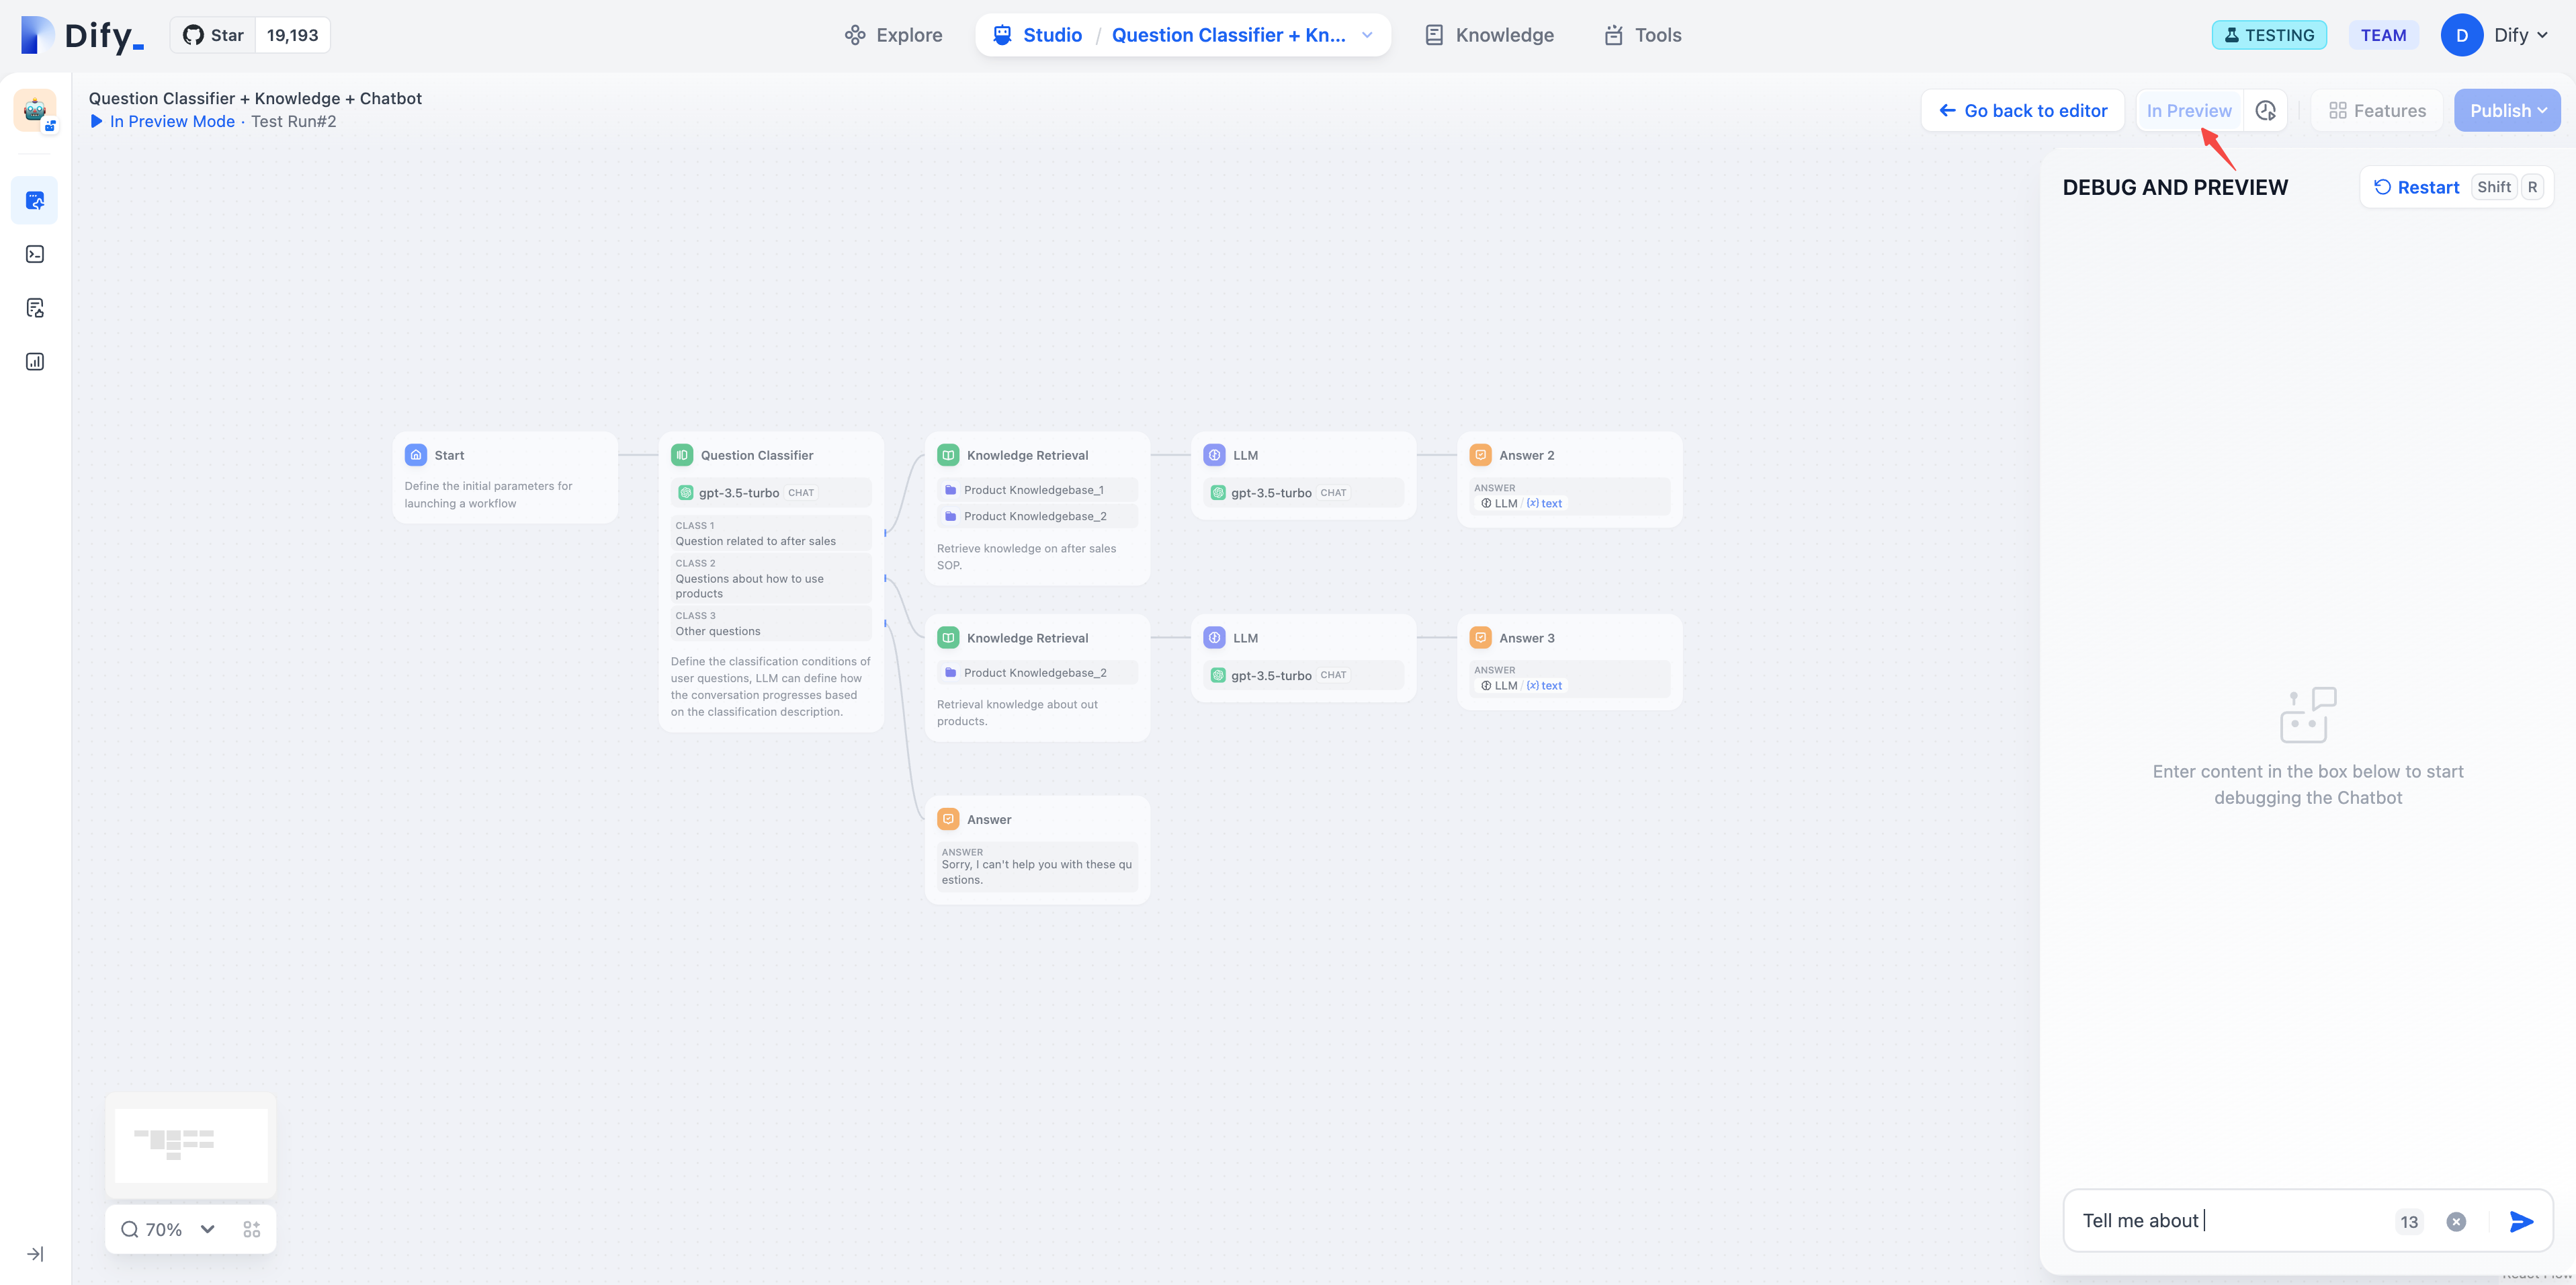 Dify_
Star 19,193
Explore
Studio / Question Classifier + Kn...
Knowledge
Tools
TESTING
TEAM
D
Dify
Question Classifier + Knowledge + Chatbot
In Preview Mode · Test Run#2
Go back to editor
In Preview
Features
Publish
DEBUG AND PREVIEW
Restart Shift R
Start
Define the initial parameters for
launching a workflow
Question Classifier
gpt-3.5-turbo CHAT
CLASS 1
Question related to after sales
CLASS 2
Questions about how to use
products
CLASS 3
Other questions
Define the classification conditions of
user questions, LLM can define how
the conversation progresses based
on the classification description.
Knowledge Retrieval
Product Knowledgebase_1
Product Knowledgebase_2
Retrieve knowledge on after sales
SOP.
LLM
gpt-3.5-turbo CHAT
Answer 2
ANSWER
LLM / (x) text
Knowledge Retrieval
Product Knowledgebase_2
Retrieval knowledge about out
products.
LLM
gpt-3.5-turbo CHAT
Answer 3
ANSWER
LLM / (x) text
Answer
ANSWER
Sorry, I can't help you with these qu
estions.
Enter content in the box below to start
debugging the Chatbot
Tell me about
13
70%